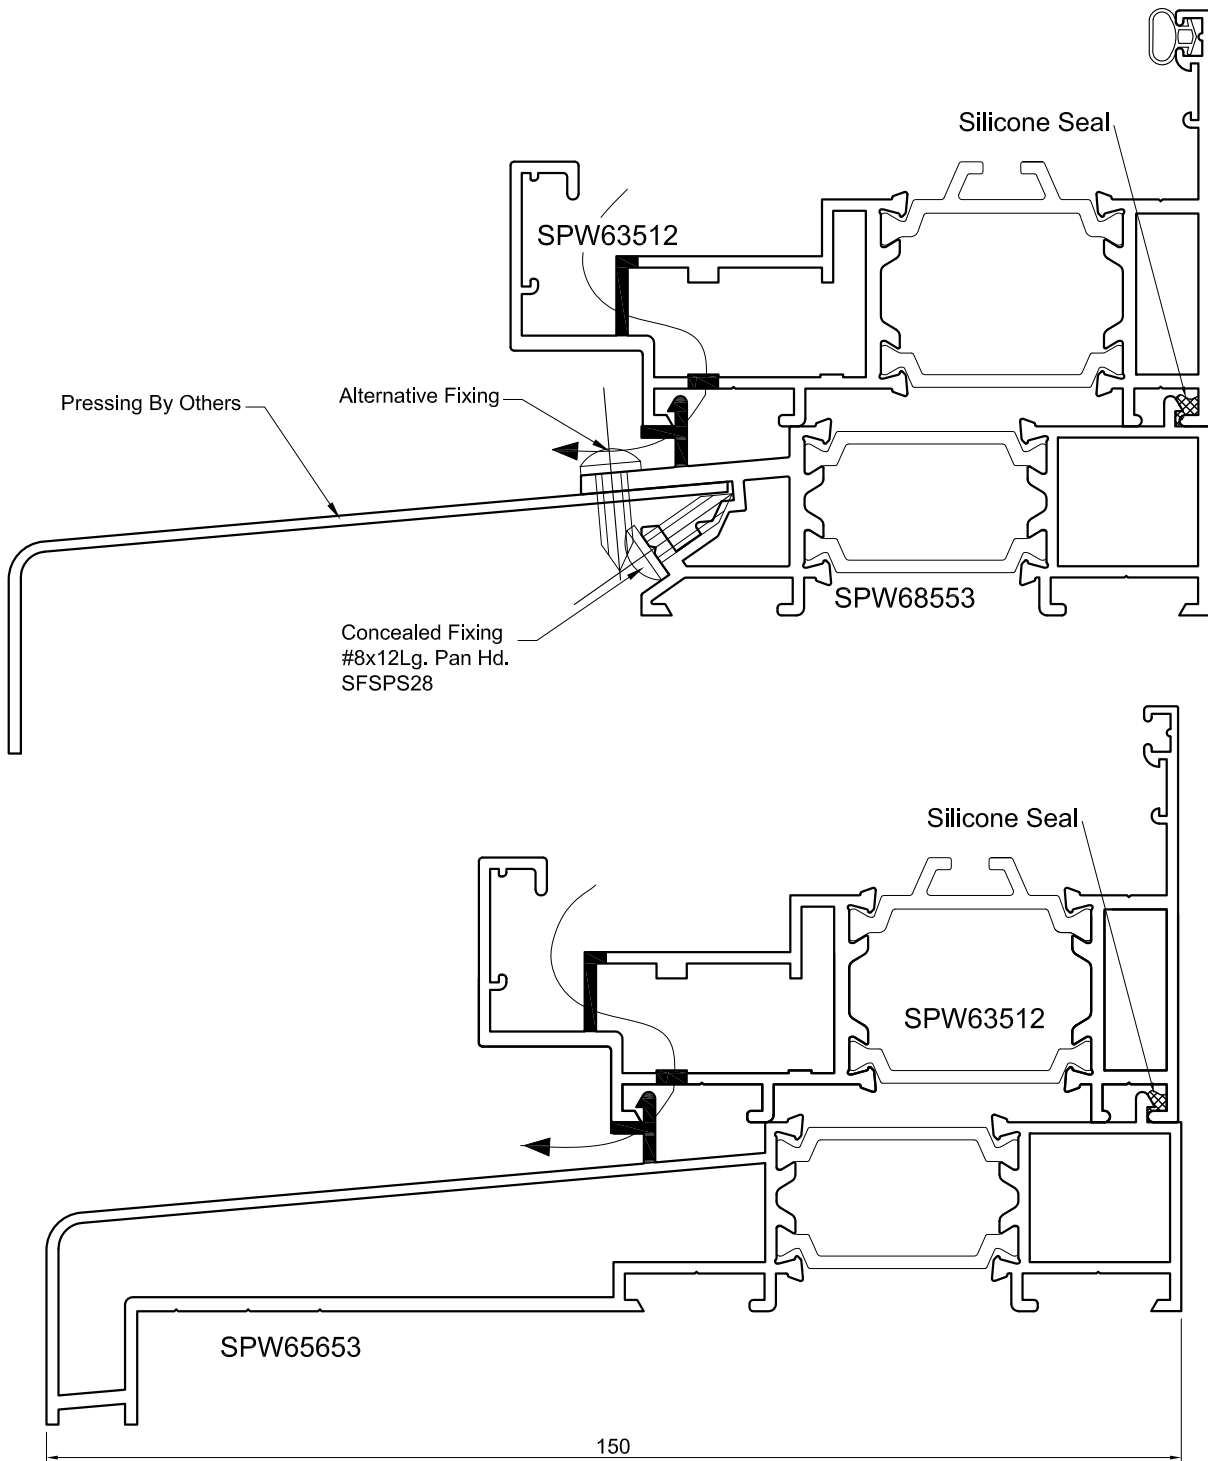 Silicone Seal
SPW63512
Alternative Fixing
Pressing By Others
SPW68553
Concealed Fixing
#8x12Lg. Pan Hd.
SFSPS28
Silicone Seal
SPW63512
SPW65653
150